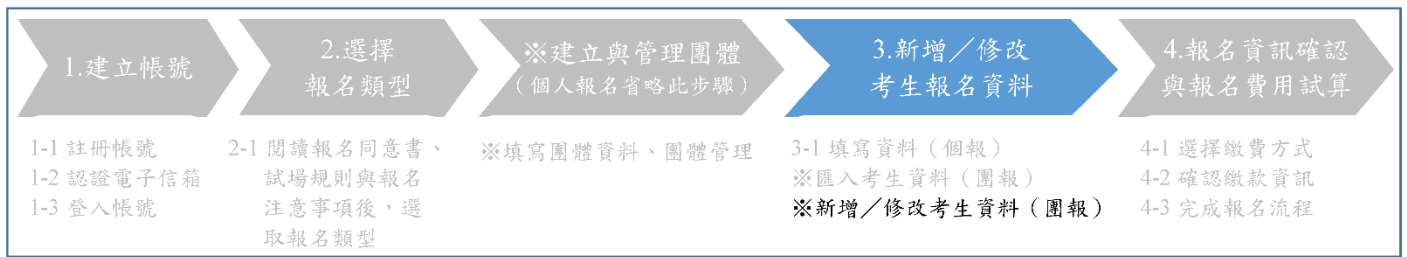 1.建立帳號
2.選擇
報名類型
※建立與管理團體
（個人報名省略此步驟）
3.新增／修改
考生報名資料
4.報名資訊確認
與報名費用試算
1-1 註冊帳號
1-2 認證電子信箱
1-3 登入帳號
2-1 閱讀報名同意書、
試場規則與報名
注意事項後，選
取報名類型
※填寫團體資料、團體管理
3-1 填寫資料（個報）
※匯入考生資料（團報）
※新增／修改考生資料（團報）
4-1 選擇繳費方式
4-2 確認繳款資訊
4-3 完成報名流程